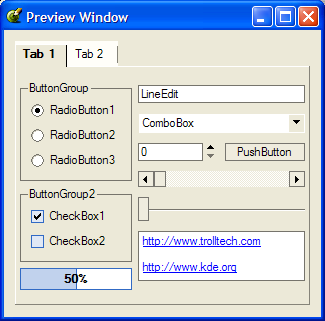 Preview Window
Tab 1
Tab 2
ButtonGroup
RadioButton1
RadioButton2
RadioButton3
LineEdit
ComboBox
0
PushButton
ButtonGroup2
CheckBox1
CheckBox2
50%
http://www.trolltech.com
http://www.kde.org